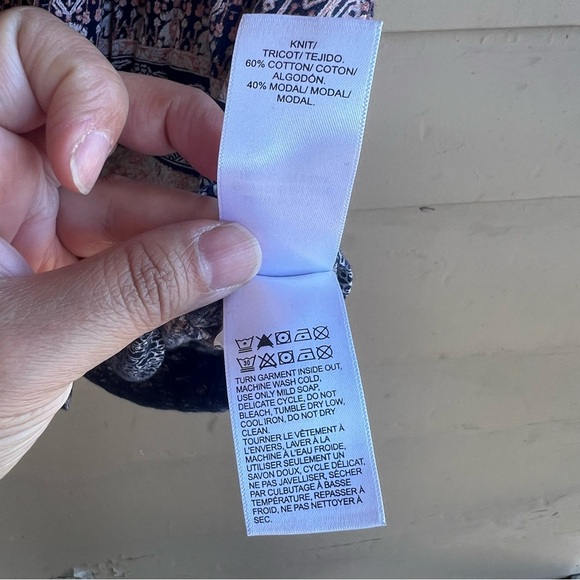 KNIT/
TRICOT/ TEJIDO.
60% COTTON/ COTON/
ALGODÓN.
40% MODAL/ MODAL/
MODAL.
30
TURN GARMENT INSIDE OUT,
MACHINE WASH COLD,
USE ONLY MILD SOAP,
DELICATE CYCLE, DO NOT
BLEACH, TUMBLE DRY LOW,
COOL IRON, DO NOT DRY
CLEAN.
TOURNER LE VÊTEMENT À
L'ENVERS, LAVER À LA
MACHINE À L'EAU FROIDE,
UTILISER SEULEMENT UN
SAVON DOUX, CYCLE DÉLICAT,
NE PAS JAVELLISER, SÉCHER
PAR CULBUTAGE À BASSE
TEMPÉRATURE, REPASSER À
FROID, NE PAS NETTOYER À
SEC.